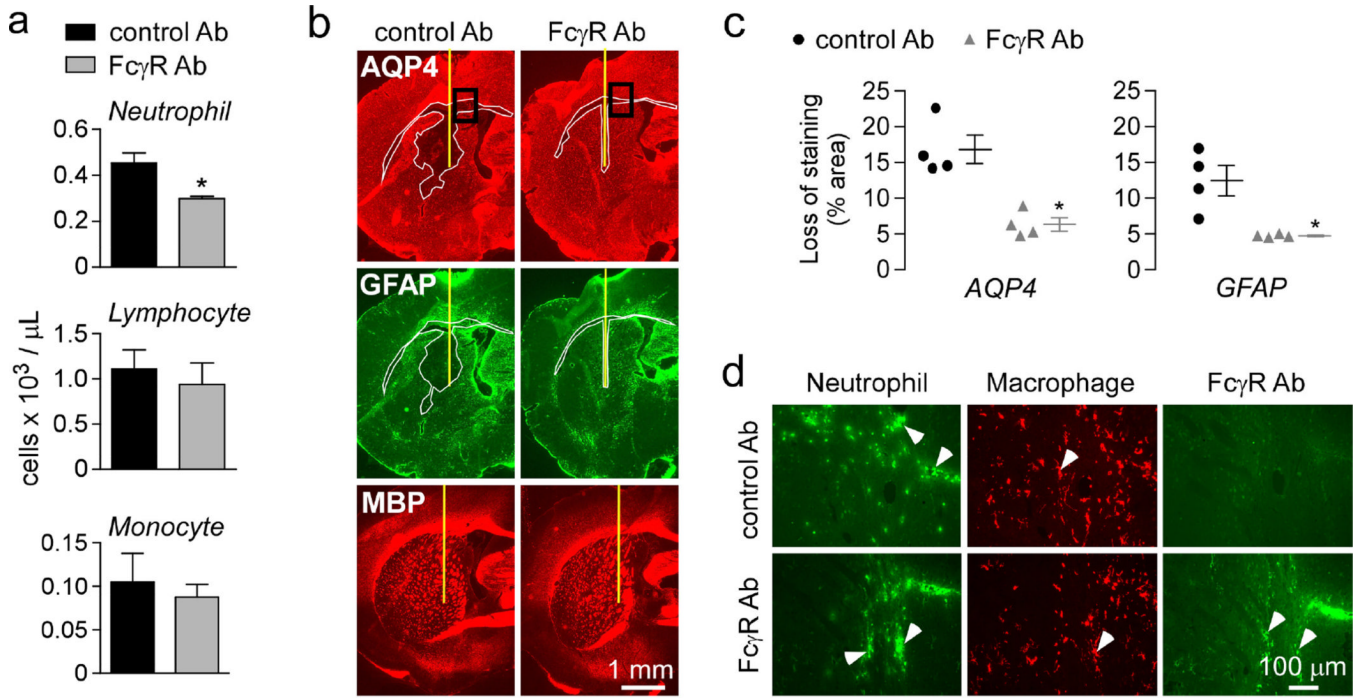 a
control Ab
FcγR Ab
Neutrophil
0.6
0.4
0.2
0
*
Lymphocyte
1.5
1.0
0.5
0
Monocyte
0.15
0.10
0.05
0
cells x 10³ / μL
b
control Ab FcγR Ab
AQP4
GFAP
MBP
1 mm
c
control Ab FcγR Ab
Loss of staining
(% area)
25
20
15
10
5
0
*
AQP4
25
20
15
10
5
0
*
GFAP
d
Neutrophil Macrophage FcγR Ab
control Ab
FcγR Ab
100 μm